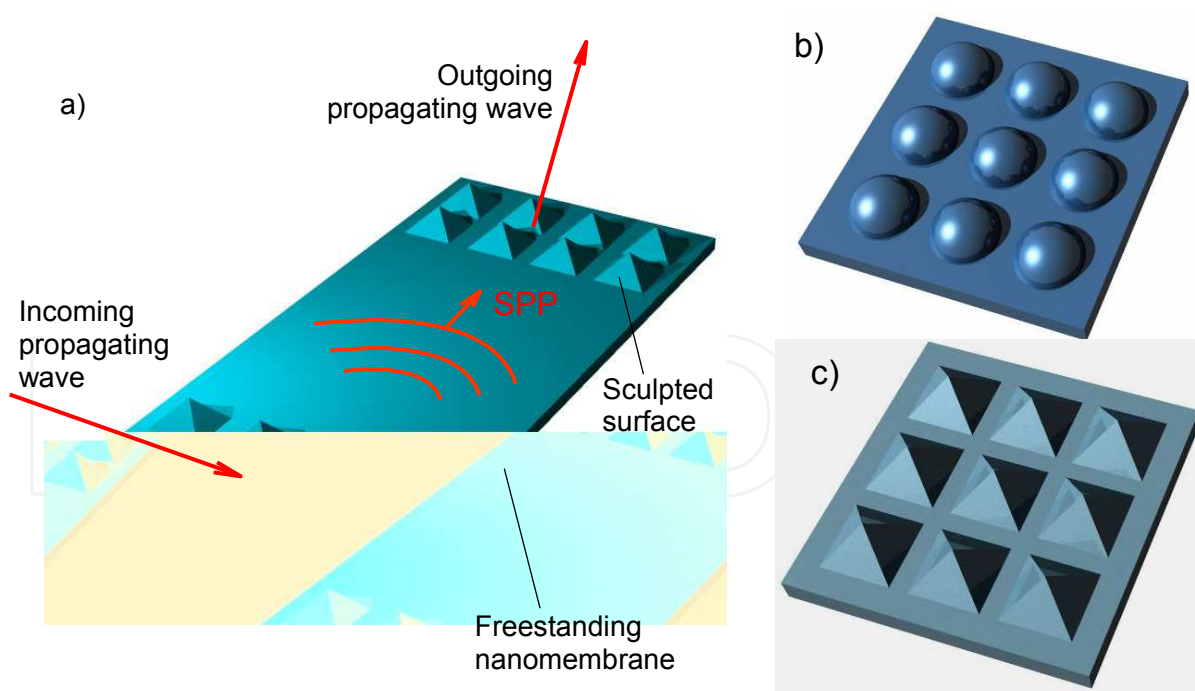 a)
Outgoing
propagating wave
SPP
Incoming
propagating
wave
Sculpted
surface
Freestanding
nanomembrane
b)
c)